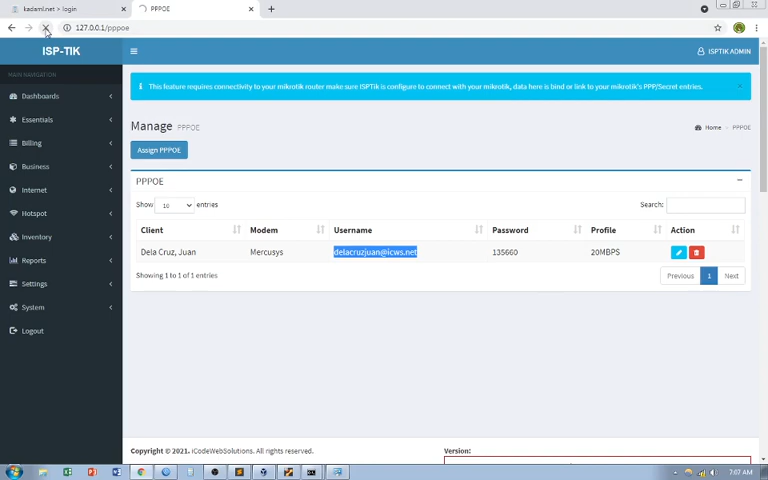 kadaml.net > login
PPPOE
127.0.0.1/pppoe
ISP-TIK
ISPTIK ADMIN
MAIN NAVIGATION
Dashboards
Essentials
Billing
Business
Internet
Hotspot
Inventory
Reports
Settings
System
Logout
This feature requires connectivity to your mikrotik router make sure ISPTik is configure to connect with your mikrotik, data here is bind or link to your mikrotik's PPP/Secret entries.
Manage PPPOE
Home > PPPOE
Assign PPPOE
PPPOE
Show 10 entries
Search:
Client Modem Username Password Profile Action
Dela Cruz, Juan Mercusys delacruzjuan@icws.net 135660 20MBPS
Showing 1 to 1 of 1 entries
Previous 1 Next
Copyright © 2021. iCodeWebSolutions. All rights reserved.
Version:
7:07 AM